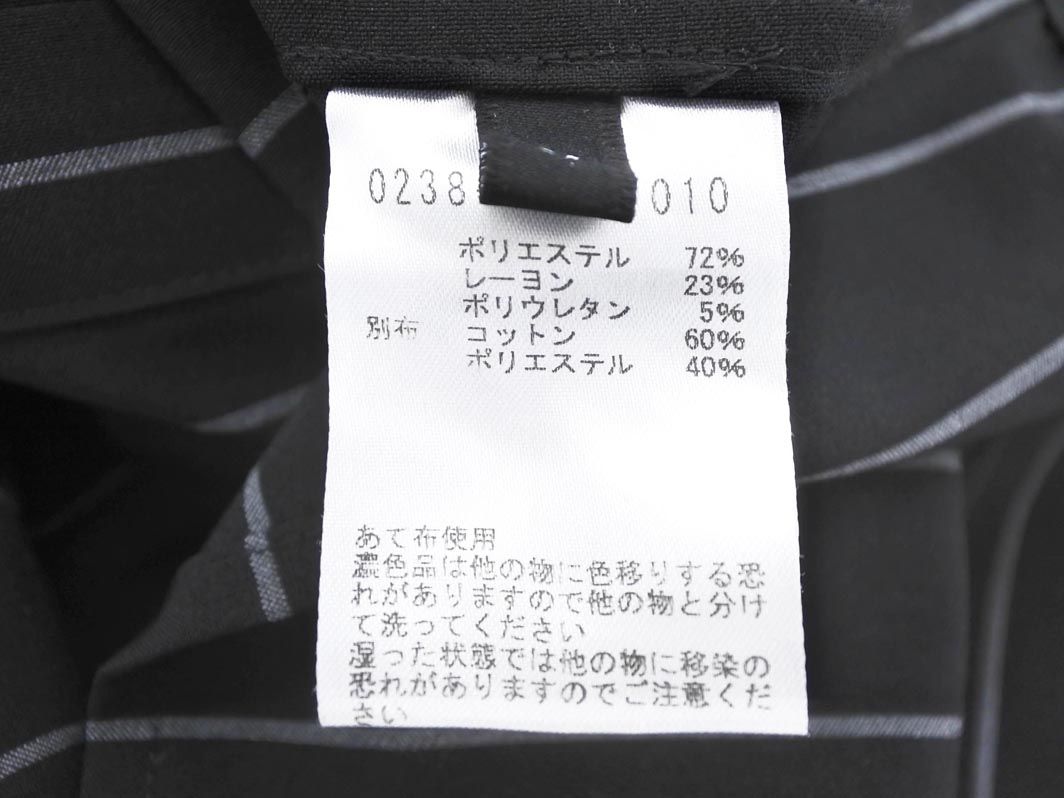 0238 010
ポリエステル 72%
レーヨン 23%
ポリウレタン 5%
別布 コットン 60%
ポリエステル 40%
あて布使用
濃色品は他の物に色移りする恐
れがありますので他の物と分け
て洗ってください
湿った状態では他の物に移染の
恐れがありますのでご注意くだ
さい